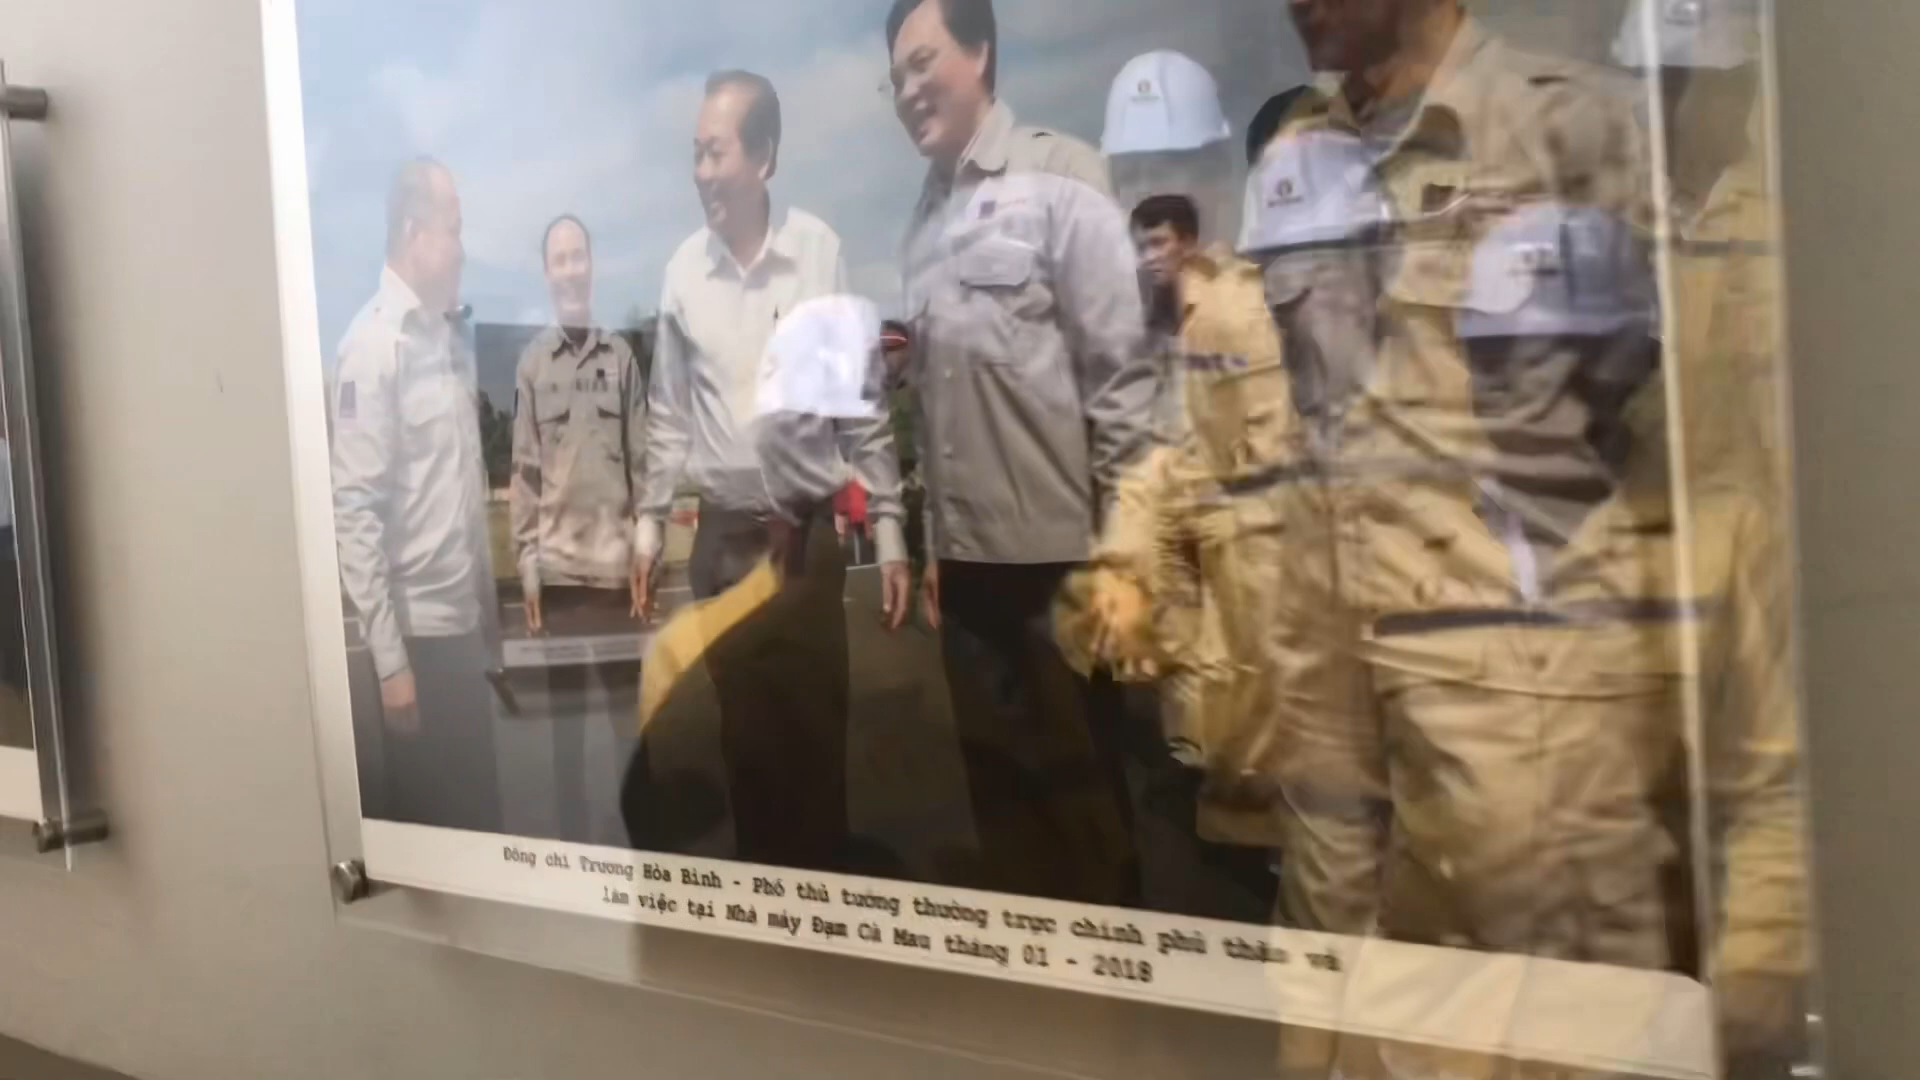 Đồng chí Trương Hòa Bình - Phó thủ tướng thường trực chính phủ thăm và
làm việc tại Nhà máy Đạm Cà Mau tháng 01 - 2018